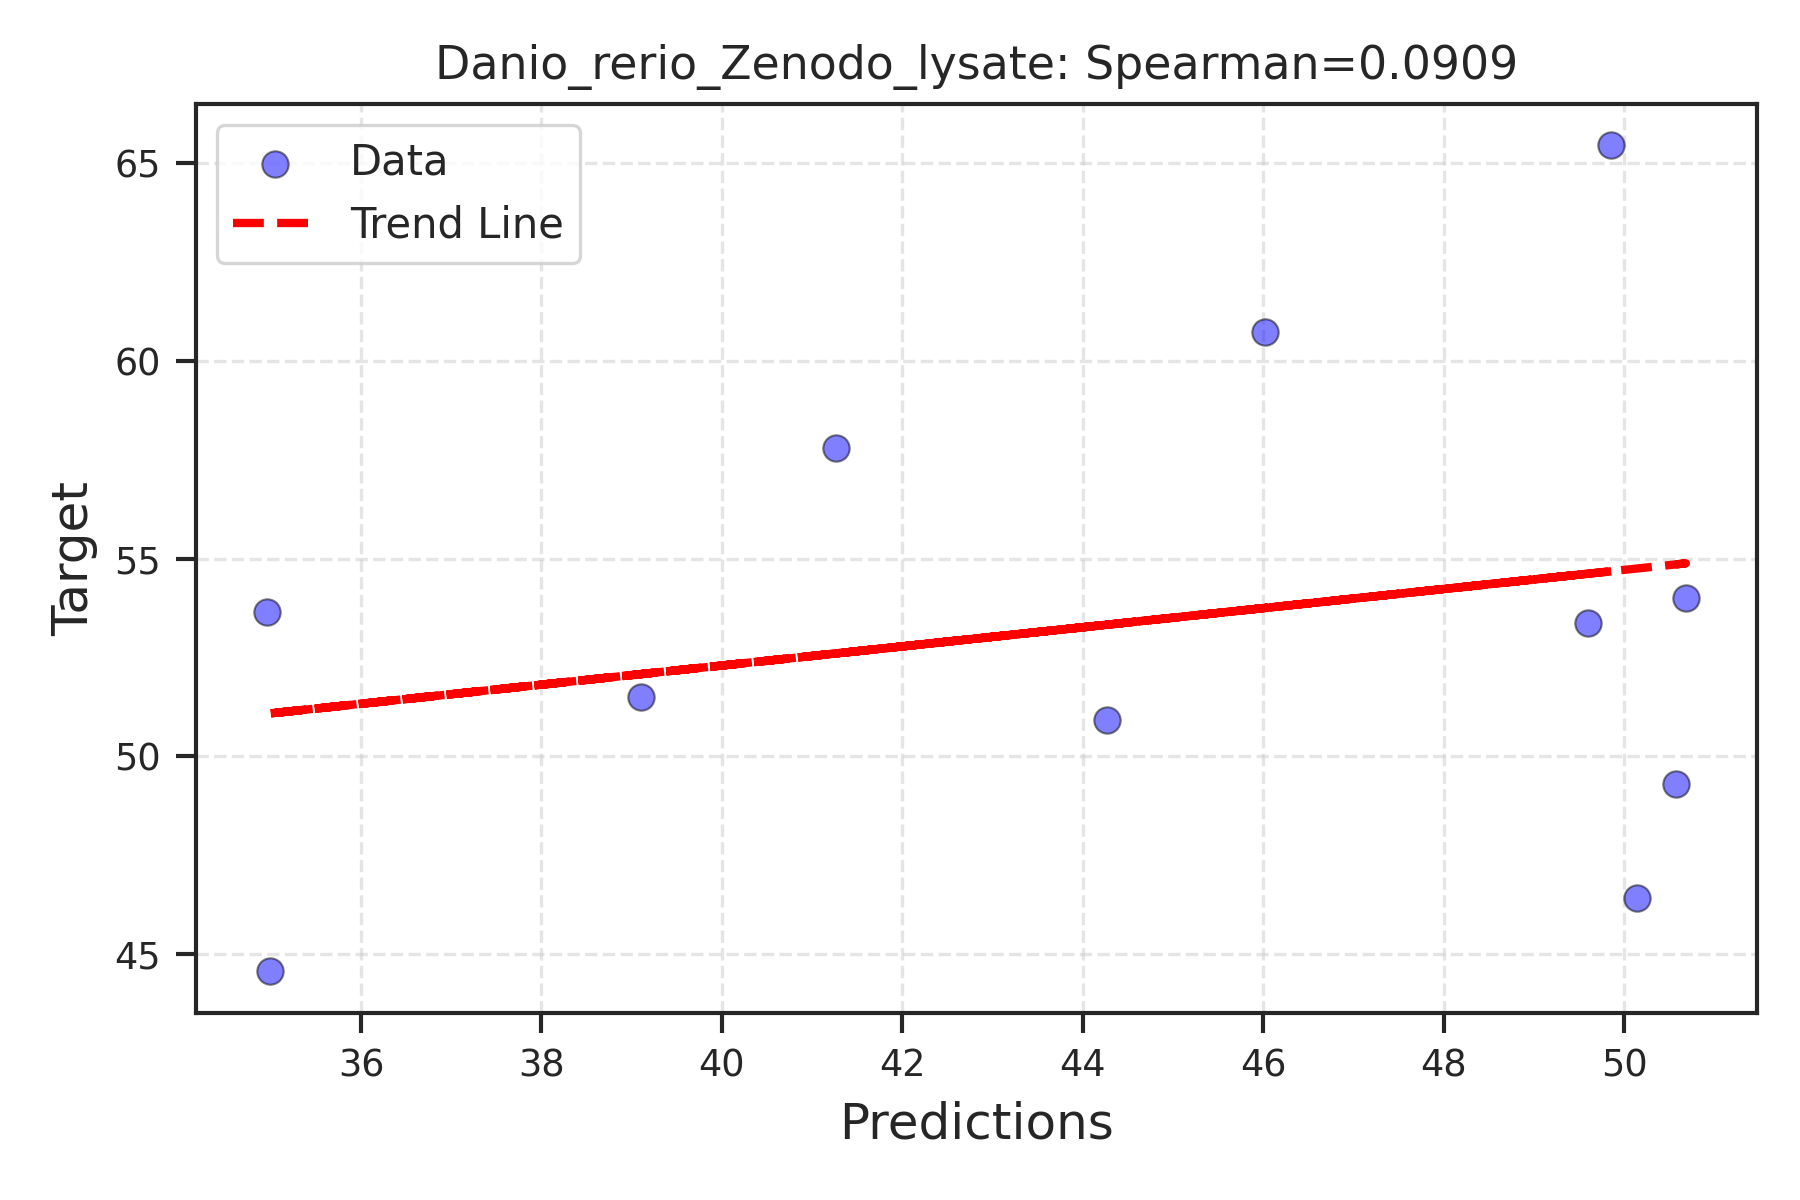 Danio_rerio_Zenodo_lysate: Spearman=0.0909
Data
Trend Line
65
60
55
50
45
Target
36 38 40 42 44 46 48 50
Predictions